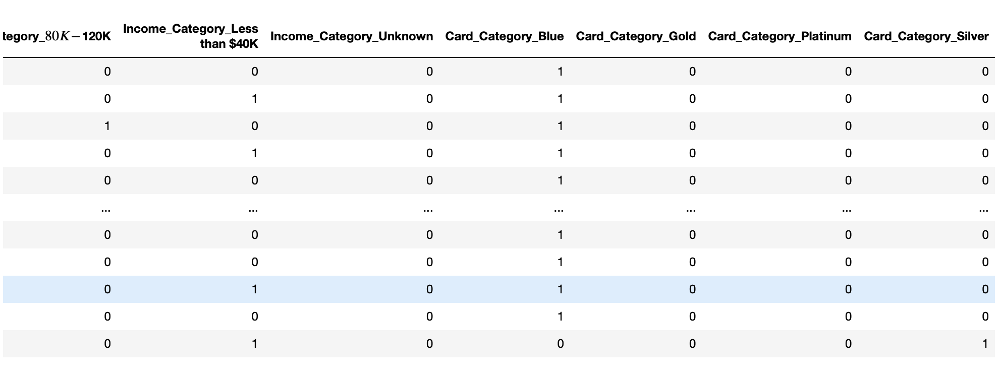 tegory_80K – 120K Income_Category_Less than $40K Income_Category_Unknown Card_Category_Blue Card_Category_Gold Card_Category_Platinum Card_Category_Silver
0 0 0 1 0 0 0
0 1 0 1 0 0 0
1 0 0 1 0 0 0
0 1 0 1 0 0 0
0 0 0 1 0 0 0
... ... ... ... ... ... ...
0 0 0 1 0 0 0
0 0 0 1 0 0 0
0 1 0 1 0 0 0
0 0 0 1 0 0 0
0 1 0 0 0 0 1